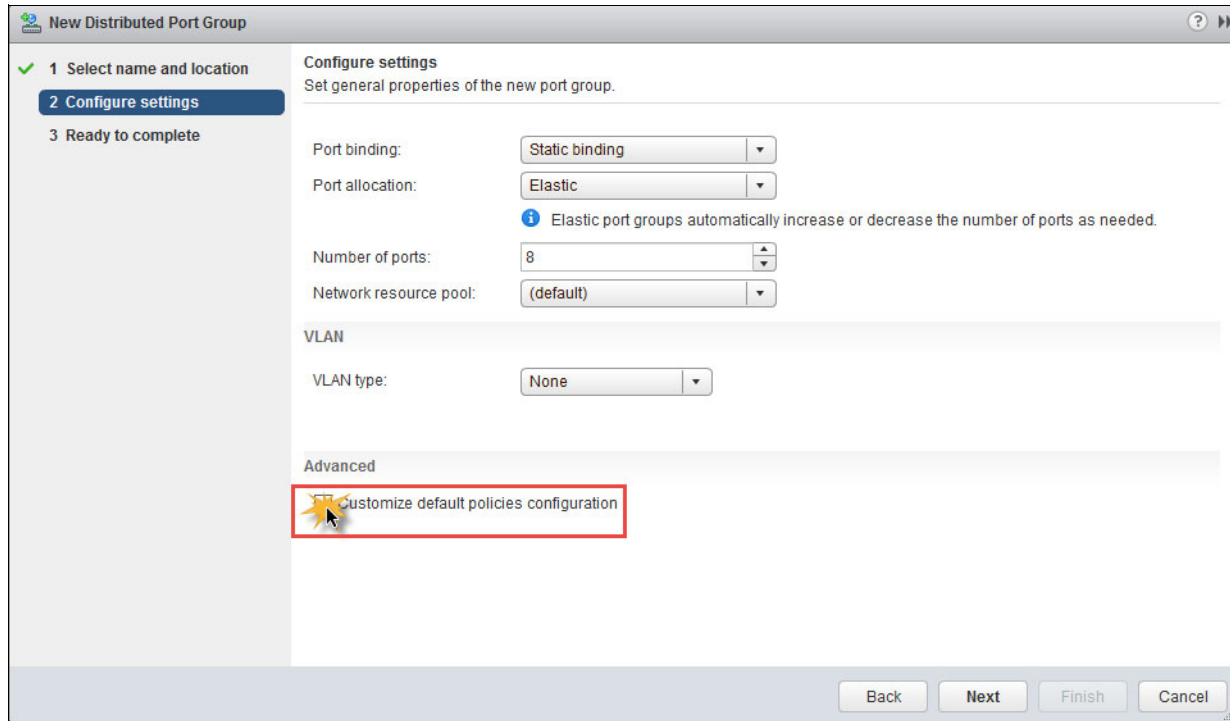 New Distributed Port Group
1 Select name and location
2 Configure settings
3 Ready to complete
Configure settings
Set general properties of the new port group.
Port binding:
Static binding
Port allocation:
Elastic
Elastic port groups automatically increase or decrease the number of ports as needed.
Number of ports:
8
Network resource pool:
(default)
VLAN
VLAN type:
None
Advanced
Customize default policies configuration
Back
Next
Finish
Cancel